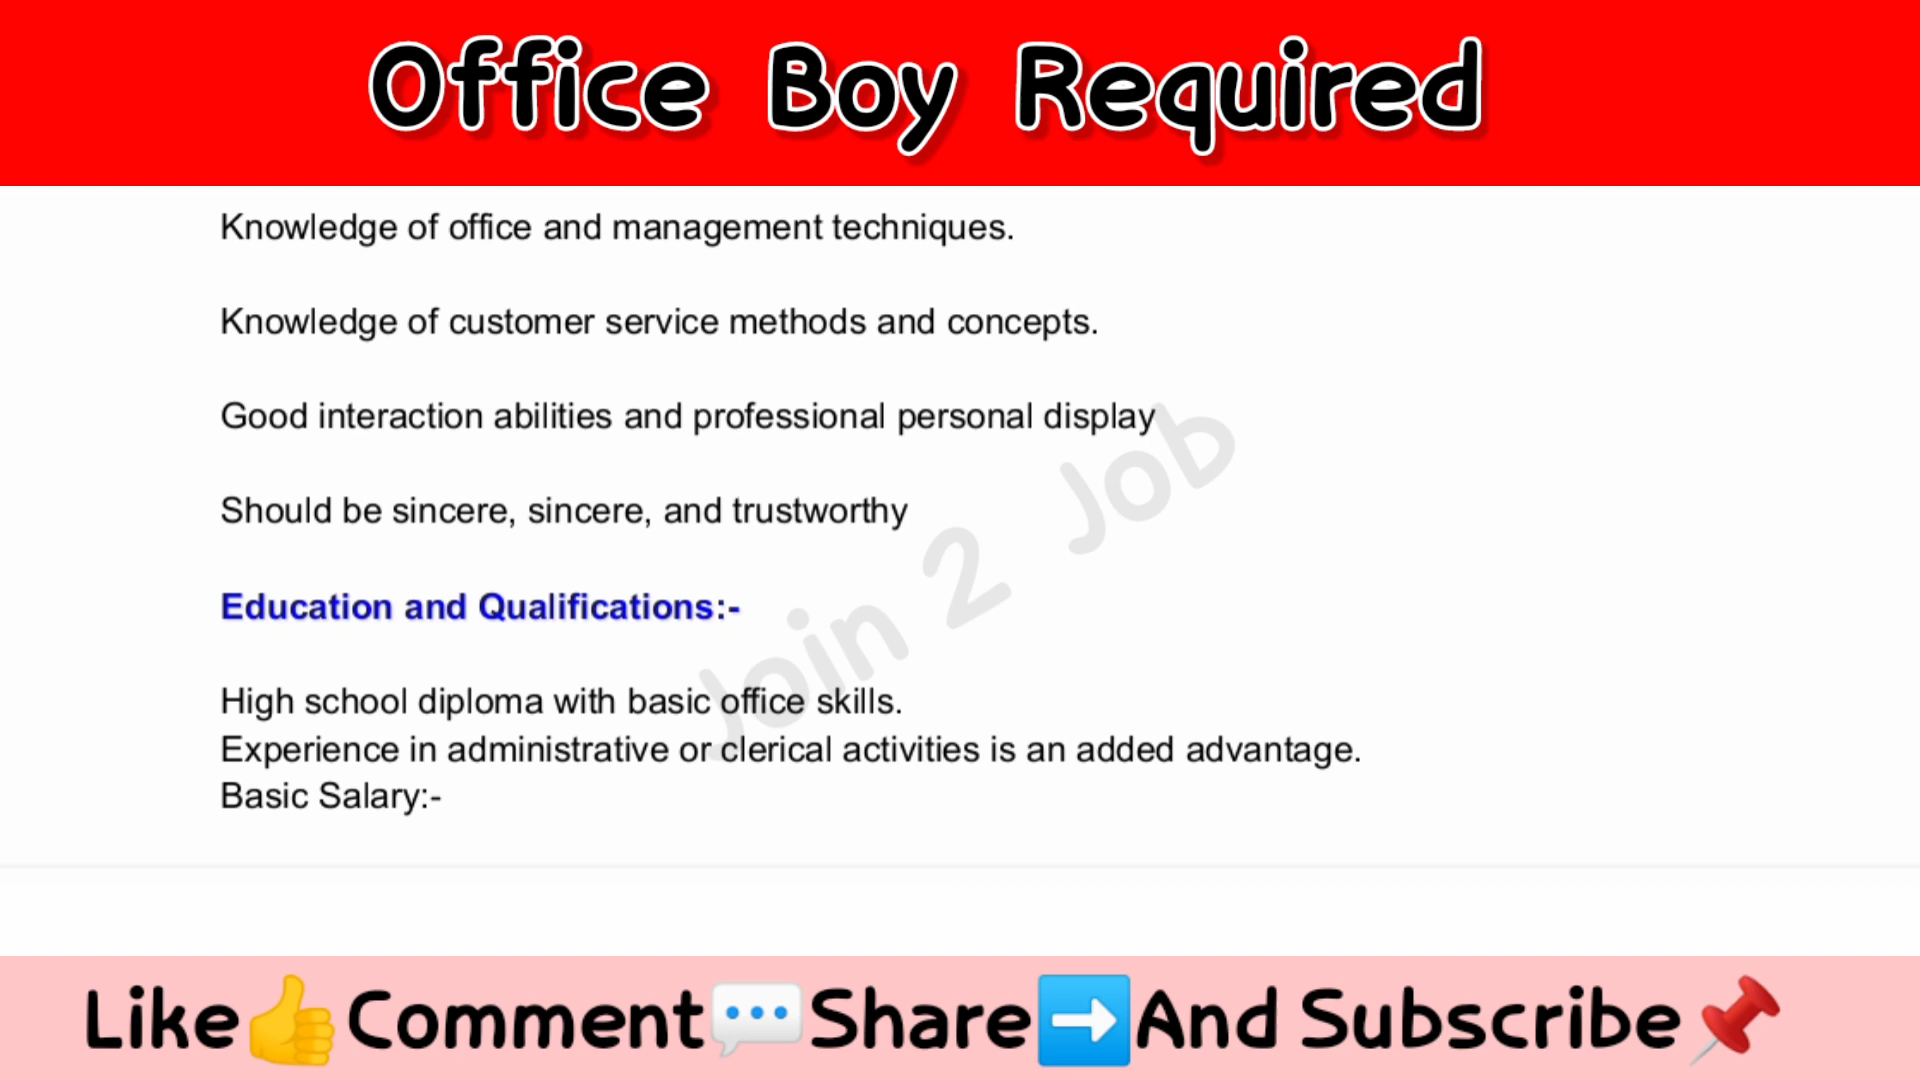 Office Boy Required
Knowledge of office and management techniques.
Knowledge of customer service methods and concepts.
Good interaction abilities and professional personal display
Should be sincere, sincere, and trustworthy
Join 2 Job
Education and Qualifications:-
High school diploma with basic office skills.
Experience in administrative or clerical activities is an added advantage.
Basic Salary:-
Like👍Comment💬Share➡️And Subscribe📌